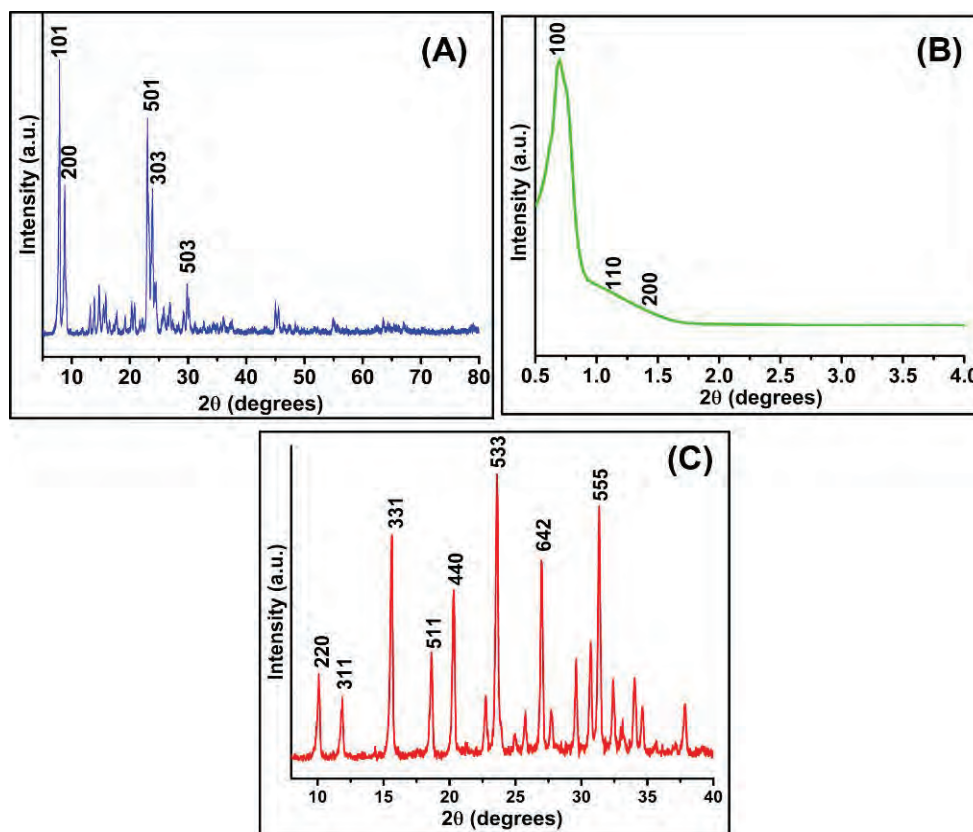 (A)
101
200
501
303
503
Intensity (a.u.)
10 20 30 40 50 60 70 80
2θ (degrees)
(B)
100
110
200
Intensity (a.u.)
0.5 1.0 1.5 2.0 2.5 3.0 3.5 4.0
2θ (degrees)
(C)
220
311
331
511
440
533
642
555
Intensity (a.u.)
10 15 20 25 30 35 40
2θ (degrees)